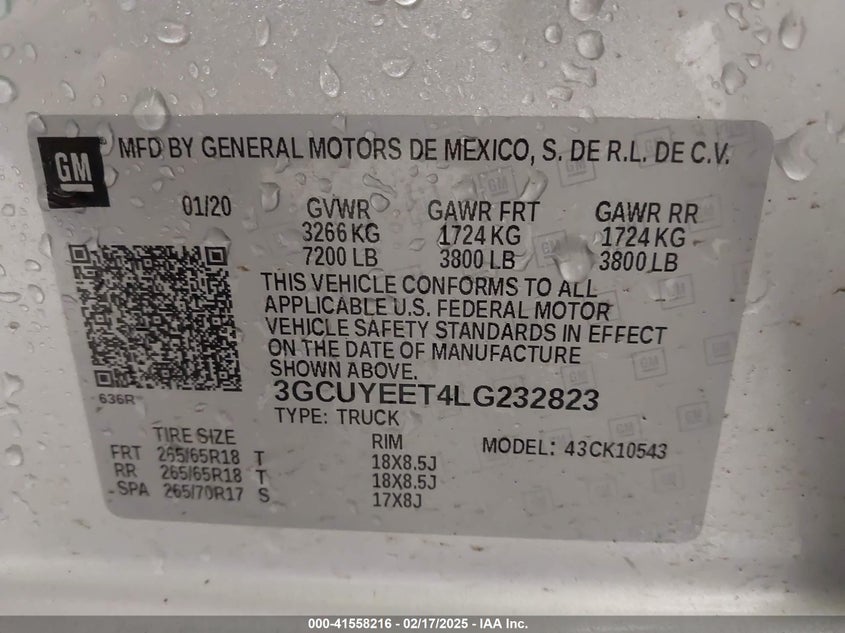 GM
MFD BY GENERAL MOTORS DE MEXICO, S. DE R.L. DE C.V.
01/20 GVWR GAWR FRT GAWR RR
3266 KG 1724 KG 1724 KG
7200 LB 3800 LB 3800 LB
THIS VEHICLE CONFORMS TO ALL
APPLICABLE U.S. FEDERAL MOTOR
VEHICLE SAFETY STANDARDS IN EFFECT
ON THE DATE OF MANUFACTURE
SHOWN ABOVE.
636R
3GCUYEET4LG232823
TYPE: TRUCK
TIRE SIZE RIM MODEL: 43CK10543
FRT 265/65R18 T 18X8.5J
RR 265/65R18 T 18X8.5J
SPA 265/70R17 S 17X8J
000-41558216 - 02/17/2025 - IAA Inc.